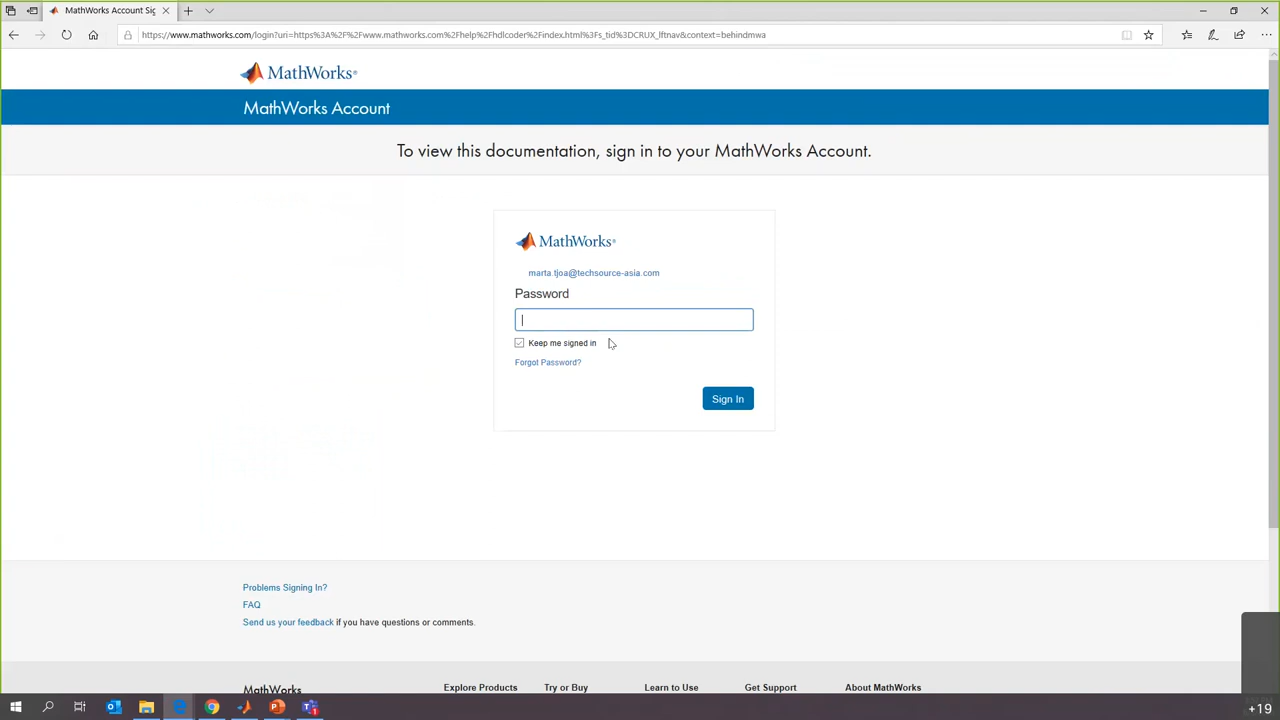 MathWorks Account Sig
https://www.mathworks.com/login?uri=https%3A%2F%2Fwww.mathworks.com%2Fhelp%2Fhdlcoder%2Findex.html%3Fs_tid%3DCRUX_lftnav&context=behindmwa
MathWorks®
MathWorks Account
To view this documentation, sign in to your MathWorks Account.
MathWorks®
marta.tjoa@techsource-asia.com
Password
Keep me signed in
Forgot Password?
Sign In
Problems Signing In?
FAQ
Send us your feedback if you have questions or comments.
MathWorks
Explore Products
Try or Buy
Learn to Use
Get Support
About MathWorks
+19